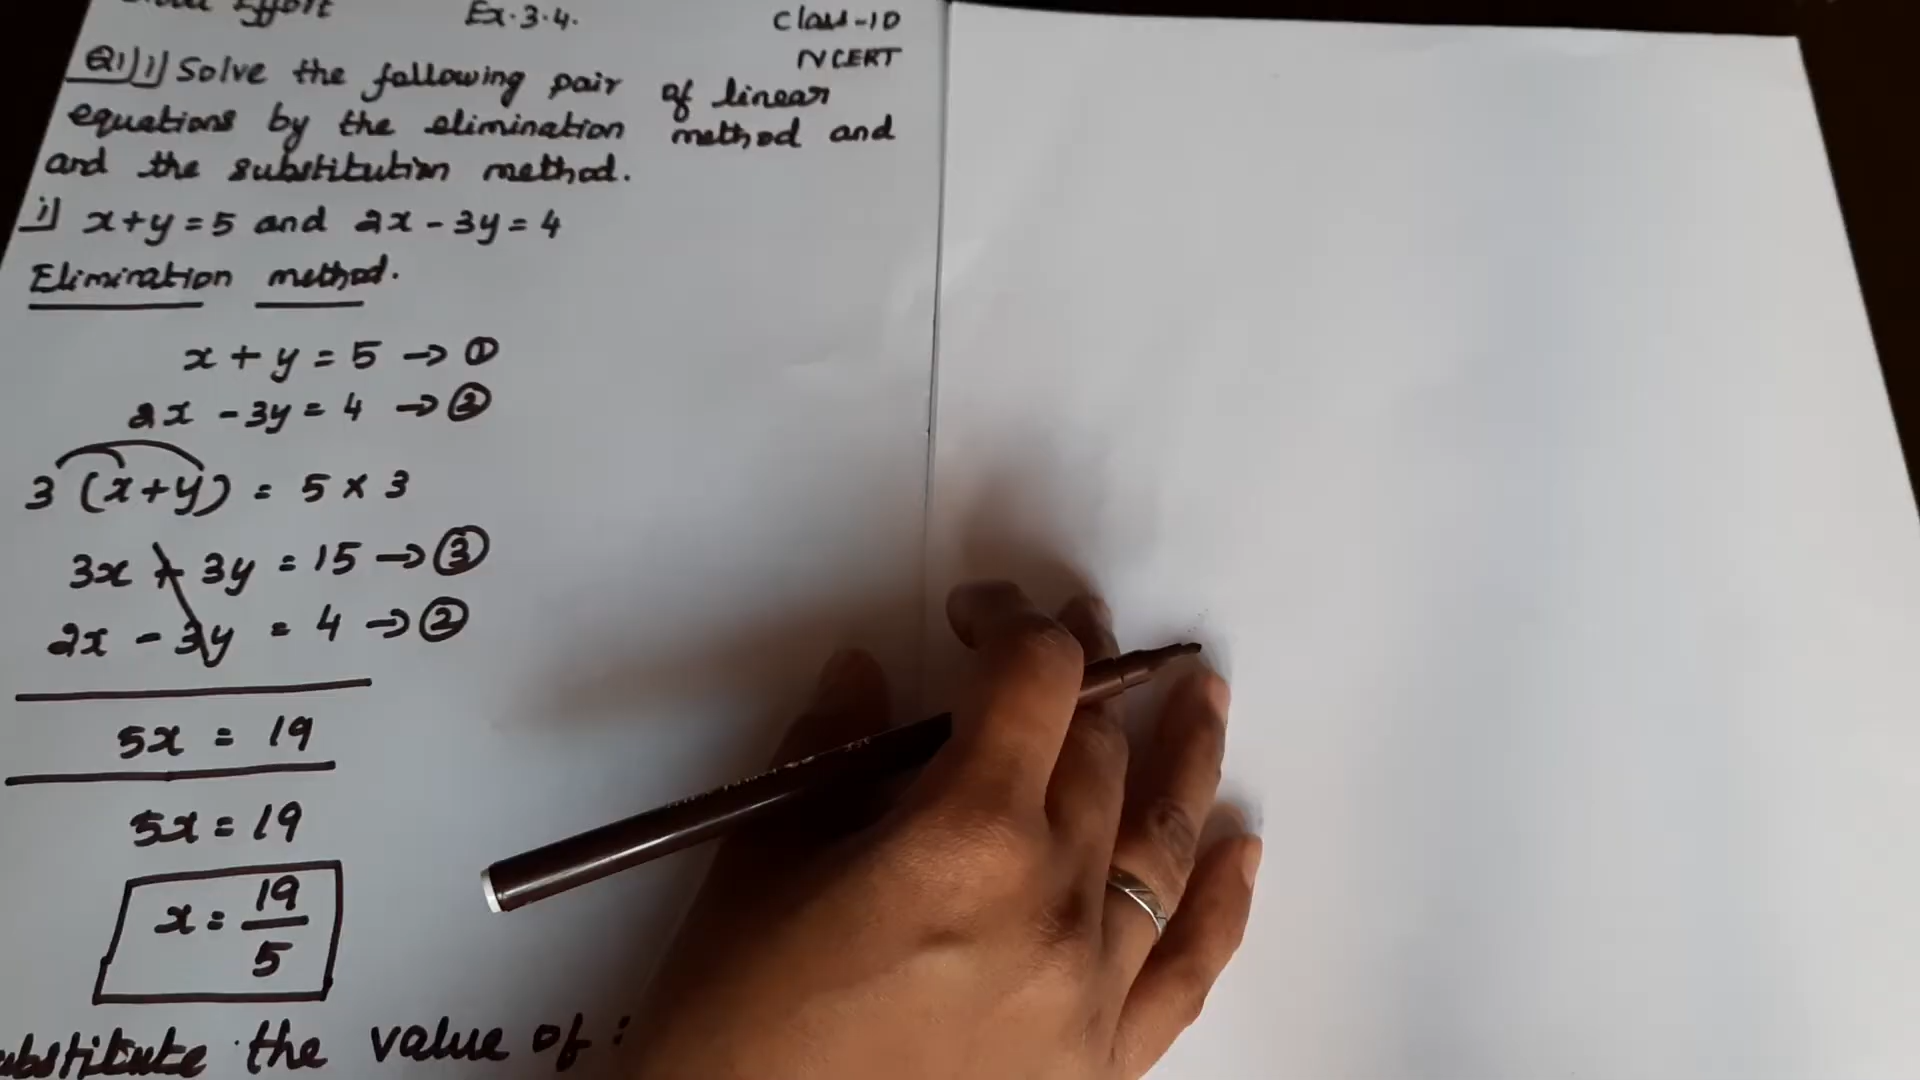 Effort Ex.3.4. Class-10
NCERT
Q1) i) Solve the following pair of linear
equations by the elimination method and
and the substitution method.
i) x+y=5 and 2x-3y=4
Elimination method.
x+y=5 → ①
2x-3y=4 → ②
3(x+y) = 5×3
3x + 3y = 15 → ③
2x - 3y = 4 → ②
5x = 19
5x = 19
x = 19/5
the value of